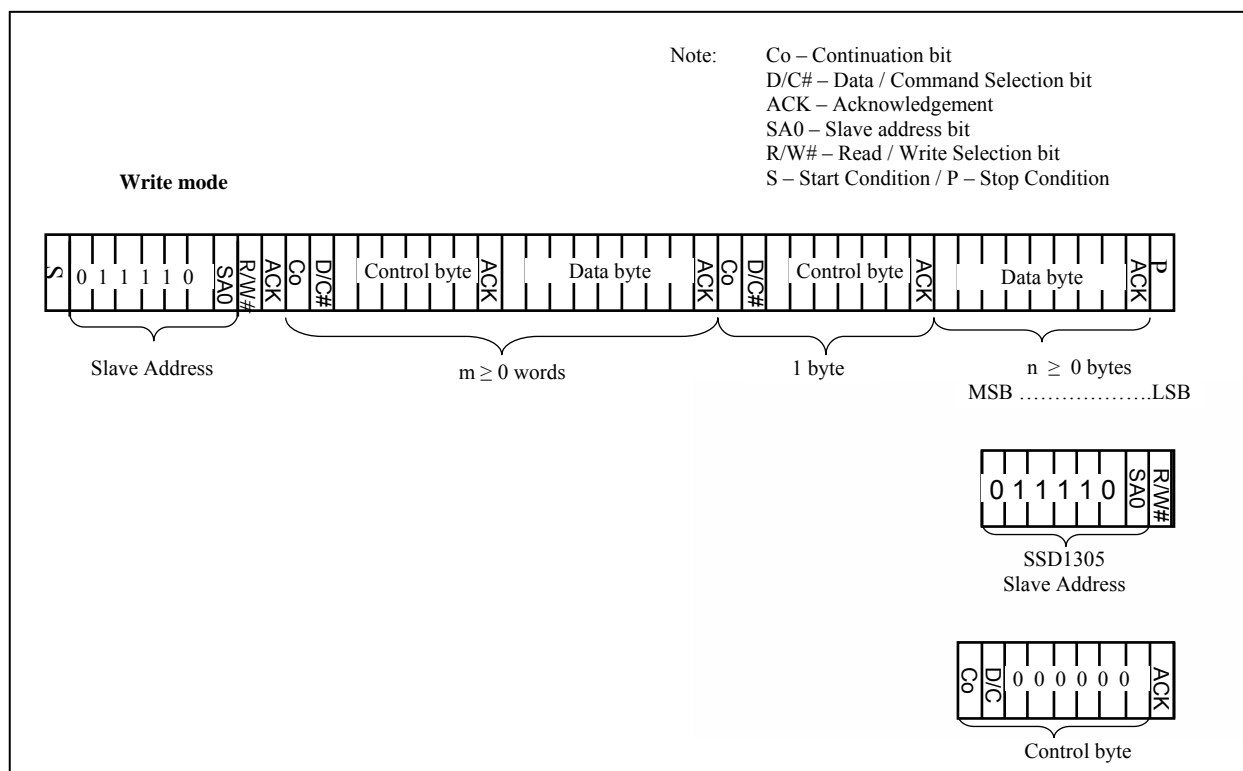 Note: Co – Continuation bit
D/C# – Data / Command Selection bit
ACK – Acknowledgement
SA0 – Slave address bit
R/W# – Read / Write Selection bit
S – Start Condition / P – Stop Condition
Write mode
S 0 1 1 1 1 0 SA0 R/W# ACK Co D/C# Control byte ACK Data byte ACK Co D/C# Control byte ACK Data byte ACK P
Slave Address m ≥ 0 words 1 byte n ≥ 0 bytes
MSB ………………….LSB
0 1 1 1 1 0 SA0 R/W#
SSD1305
Slave Address
Co D/C 0 0 0 0 0 0 ACK
Control byte